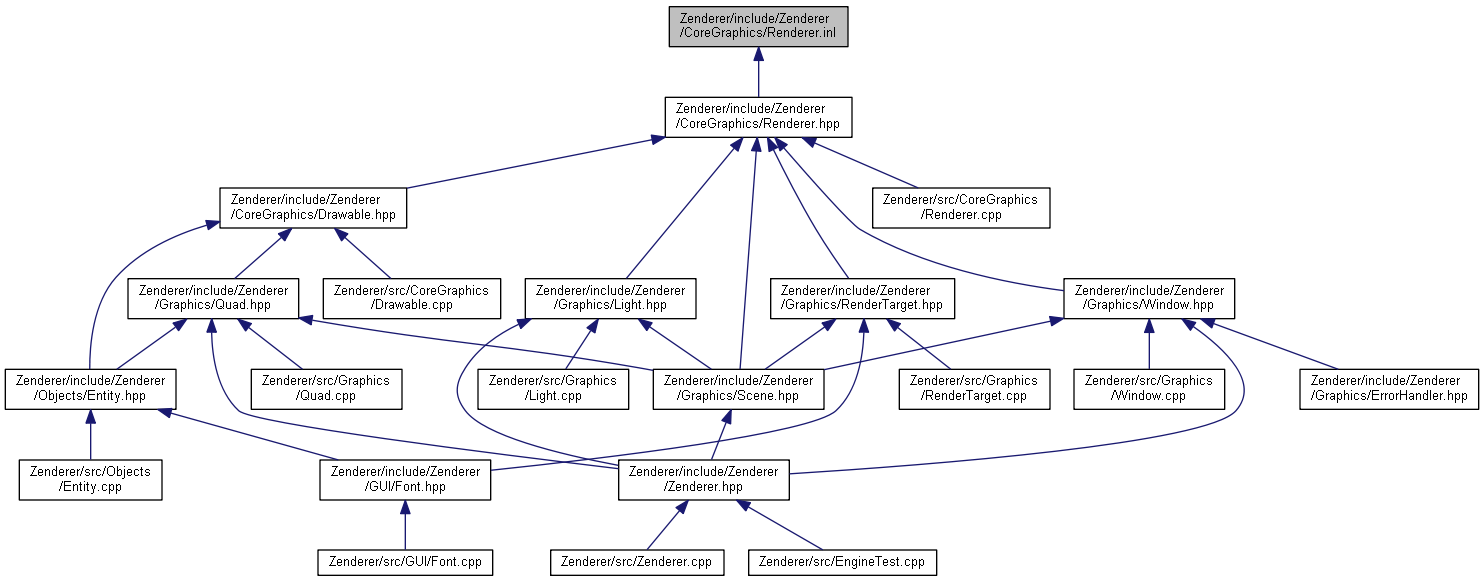 Zenderer/include/Zenderer
/CoreGraphics/Renderer.inl
Zenderer/include/Zenderer
/CoreGraphics/Renderer.hpp
Zenderer/include/Zenderer
/CoreGraphics/Drawable.hpp
Zenderer/src/CoreGraphics
/Renderer.cpp
Zenderer/include/Zenderer
/Graphics/Quad.hpp
Zenderer/src/CoreGraphics
/Drawable.cpp
Zenderer/include/Zenderer
/Graphics/Light.hpp
Zenderer/include/Zenderer
/Graphics/RenderTarget.hpp
Zenderer/include/Zenderer
/Graphics/Window.hpp
Zenderer/include/Zenderer
/Objects/Entity.hpp
Zenderer/src/Graphics
/Quad.cpp
Zenderer/src/Graphics
/Light.cpp
Zenderer/include/Zenderer
/Graphics/Scene.hpp
Zenderer/src/Graphics
/RenderTarget.cpp
Zenderer/src/Graphics
/Window.cpp
Zenderer/include/Zenderer
/Graphics/ErrorHandler.hpp
Zenderer/src/Objects
/Entity.cpp
Zenderer/include/Zenderer
/GUI/Font.hpp
Zenderer/include/Zenderer
/Zenderer.hpp
Zenderer/src/GUI/Font.cpp
Zenderer/src/Zenderer.cpp
Zenderer/src/EngineTest.cpp